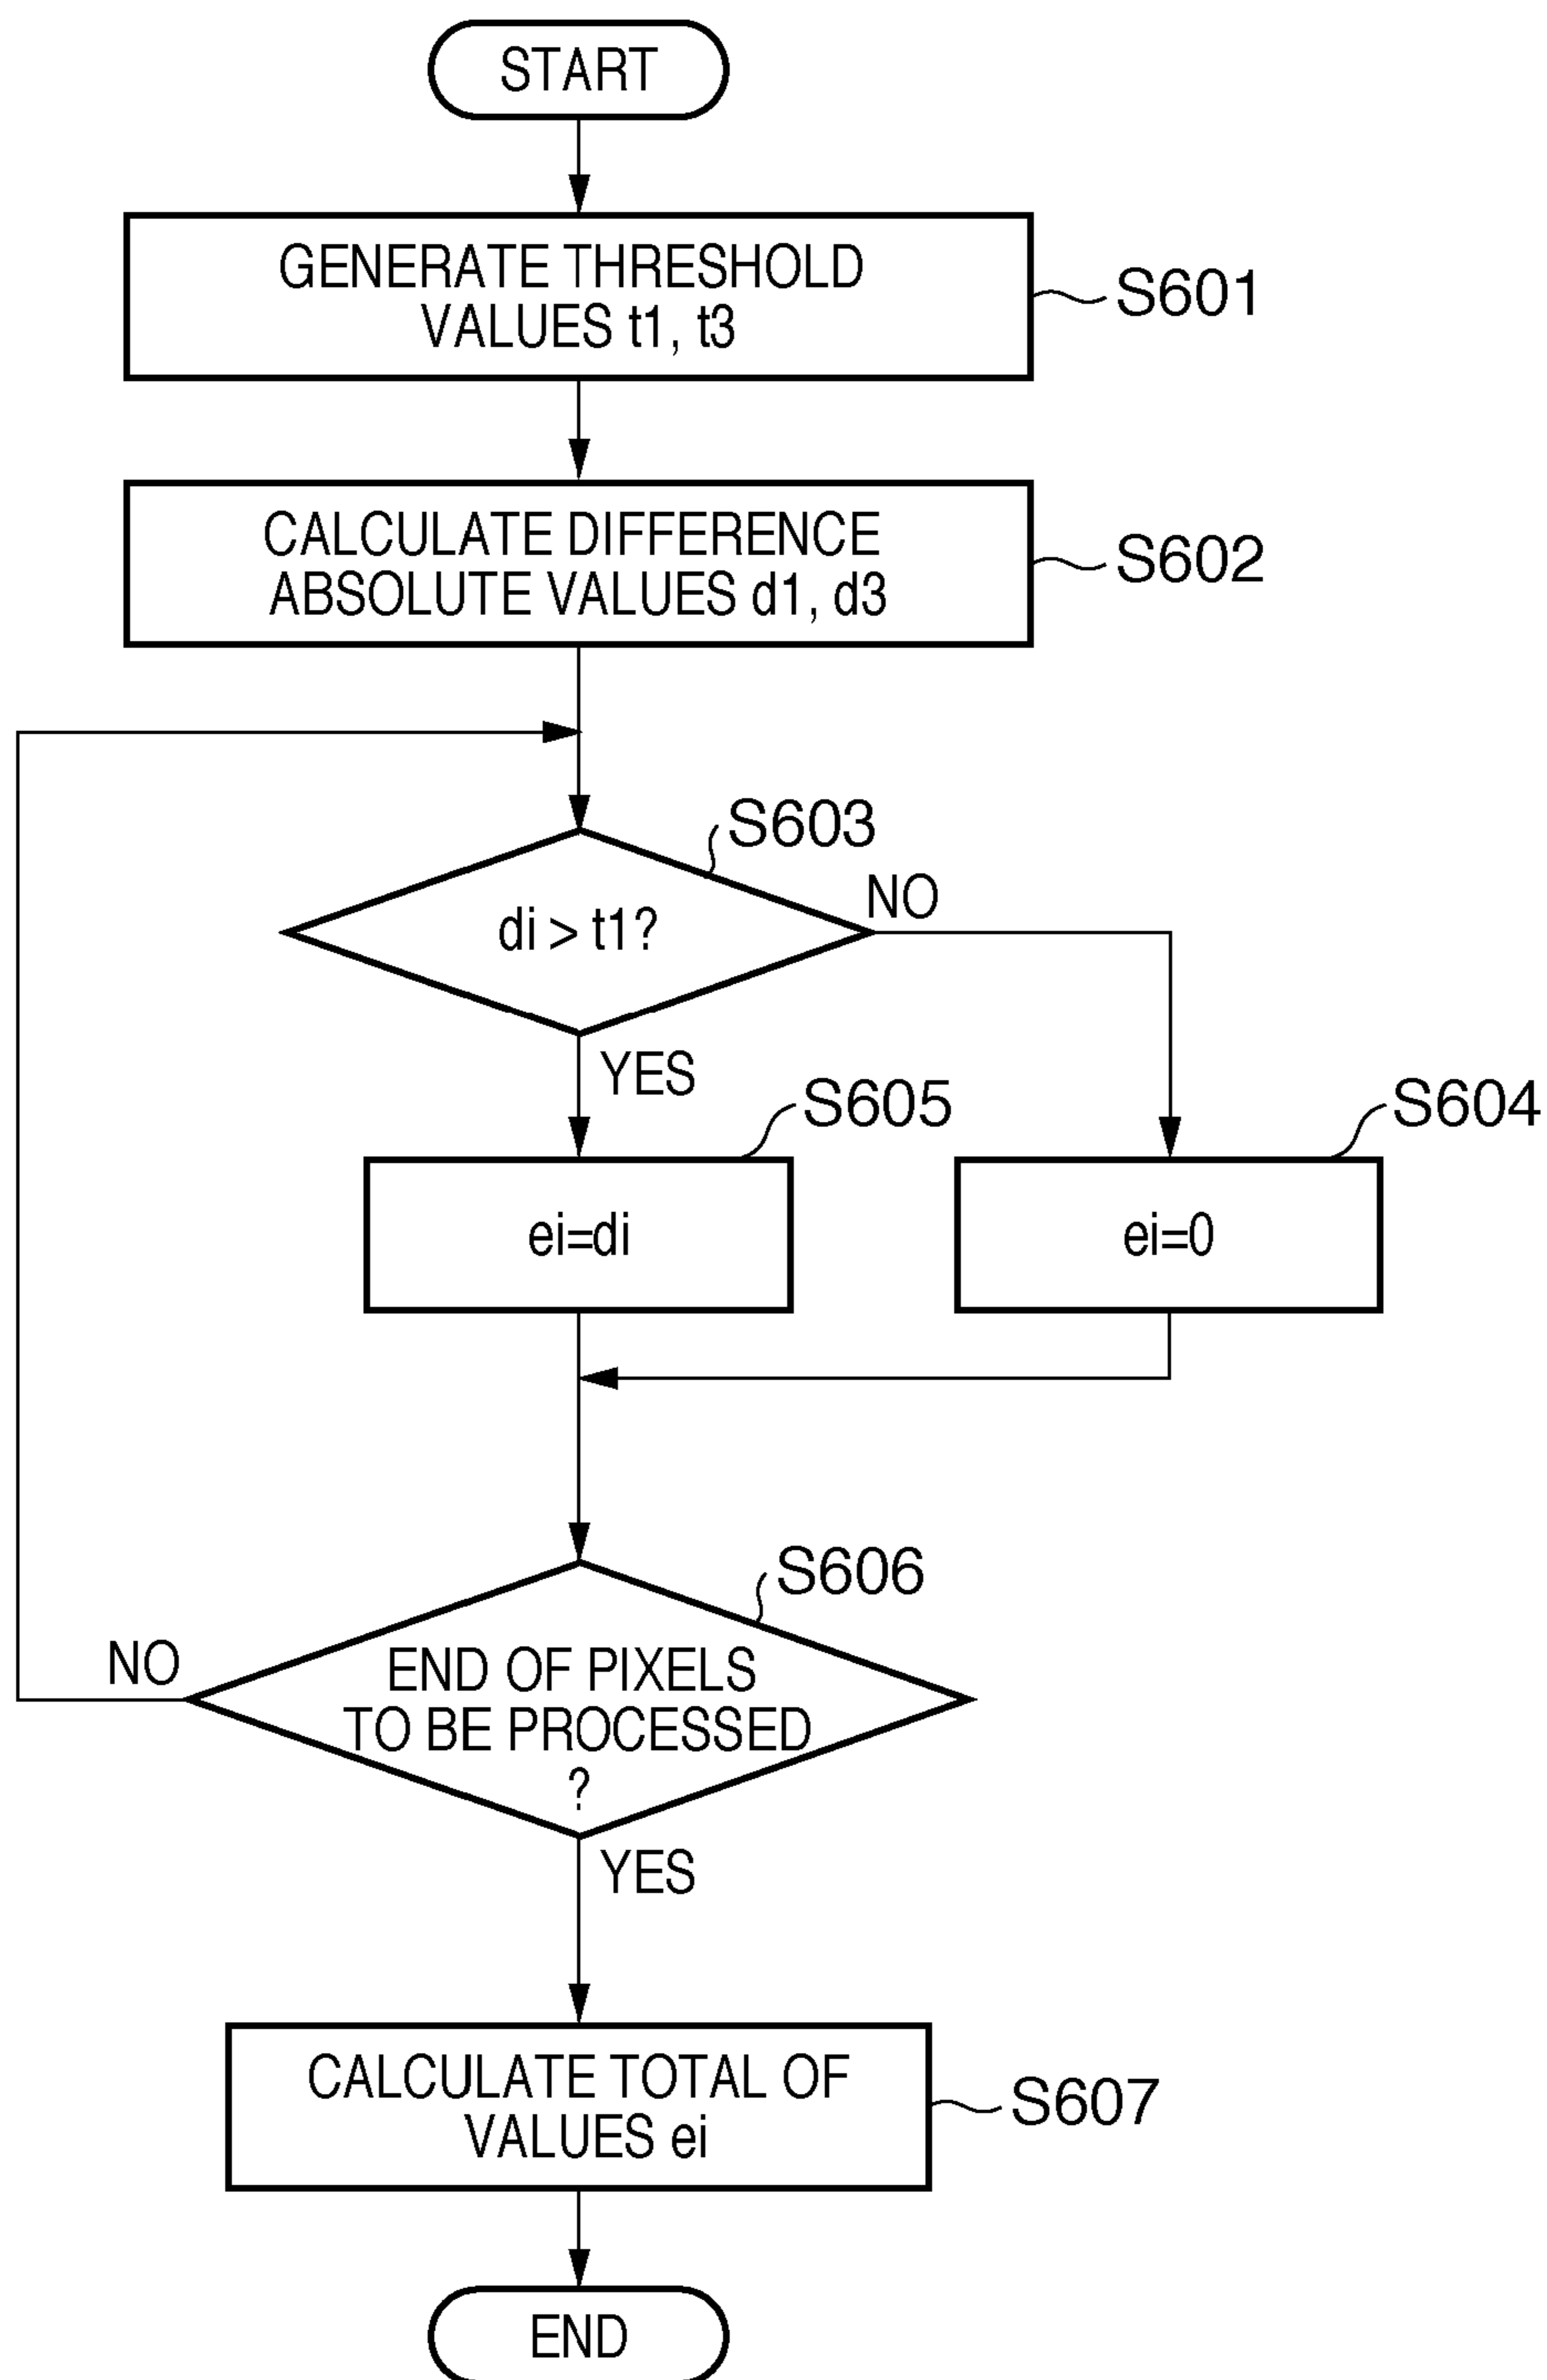 START
GENERATE THRESHOLD
VALUES t1, t3
S601
CALCULATE DIFFERENCE
ABSOLUTE VALUES d1, d3
S602
S603
di > t1?
NO
YES
S605
S604
ei=di
ei=0
S606
NO
END OF PIXELS
TO BE PROCESSED
?
YES
CALCULATE TOTAL OF
VALUES ei
S607
END